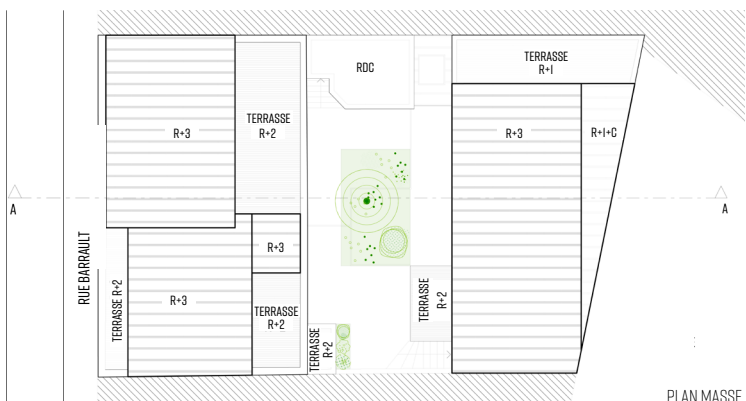 TERRASSE
R+1
RDC
TERRASSE
R+2
R+3
R+3
R+1+C
A
A
RUE BARRAULT
R+3
R+3
TERRASSE R+2
TERRASSE
R+2
TERRASSE
R+2
TERRASSE
R+2
PLAN MASSE